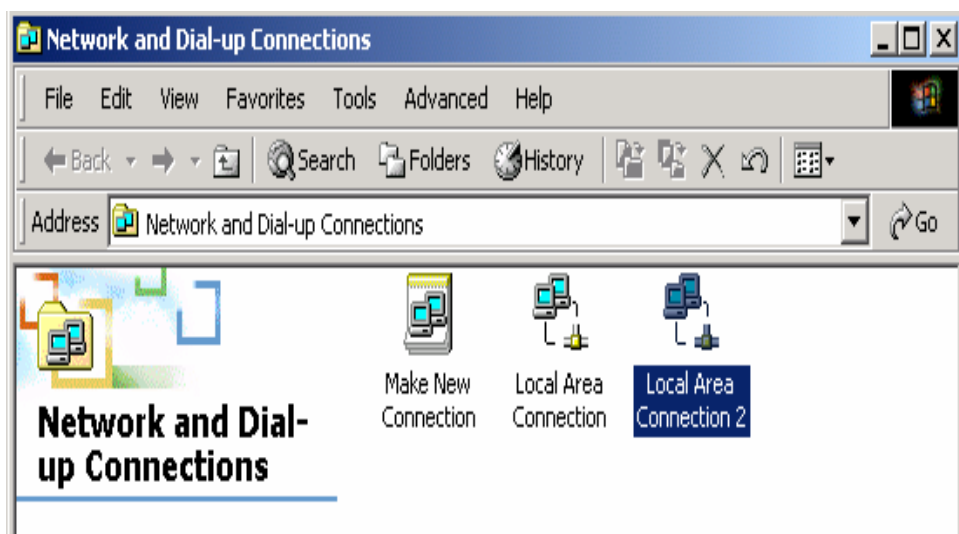 Network and Dial-up Connections
File Edit View Favorites Tools Advanced Help
Back Search Folders History
Address Network and Dial-up Connections Go
Make New Connection
Local Area Connection
Local Area Connection 2
Network and Dial-
up Connections